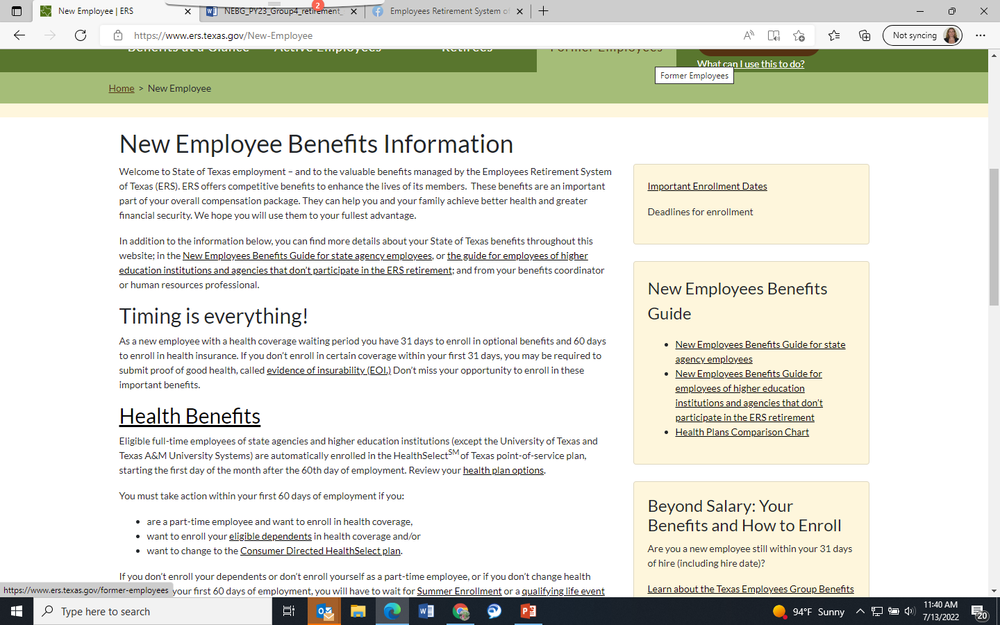 New Employee | ERS
NEBG_PY23_Group4_retirement_
2
Employees Retirement System of
https://www.ers.texas.gov/New-Employee
Not syncing
Benefits at a Glance
Active Employees
Retirees
Former Employees
What can I use this to do?
Former Employees
Home > New Employee
New Employee Benefits Information
Welcome to State of Texas employment – and to the valuable benefits managed by the Employees Retirement System
of Texas (ERS). ERS offers competitive benefits to enhance the lives of its members. These benefits are an important
part of your overall compensation package. They can help you and your family achieve better health and greater
financial security. We hope you will use them to your fullest advantage.
In addition to the information below, you can find more details about your State of Texas benefits throughout this
website; in the New Employees Benefits Guide for state agency employees, or the guide for employees of higher
education institutions and agencies that don't participate in the ERS retirement; and from your benefits coordinator
or human resources professional.
Timing is everything!
As a new employee with a health coverage waiting period you have 31 days to enroll in optional benefits and 60 days
to enroll in health insurance. If you don't enroll in certain coverage within your first 31 days, you may be required to
submit proof of good health, called evidence of insurability (EOI.) Don't miss your opportunity to enroll in these
important benefits.
Health Benefits
Eligible full-time employees of state agencies and higher education institutions (except the University of Texas and
Texas A&M University Systems) are automatically enrolled in the HealthSelectSM of Texas point-of-service plan,
starting the first day of the month after the 60th day of employment. Review your health plan options.
You must take action within your first 60 days of employment if you:
• are a part-time employee and want to enroll in health coverage,
• want to enroll your eligible dependents in health coverage and/or
• want to change to the Consumer Directed HealthSelect plan.
If you don't enroll your dependents or don't enroll yourself as a part-time employee, or if you don't change health
your first 60 days of employment, you will have to wait for Summer Enrollment or a qualifying life event
Important Enrollment Dates
Deadlines for enrollment
New Employees Benefits
Guide
• New Employees Benefits Guide for state
agency employees
• New Employees Benefits Guide for
employees of higher education
institutions and agencies that don't
participate in the ERS retirement
• Health Plans Comparison Chart
Beyond Salary: Your
Benefits and How to Enroll
Are you a new employee still within your 31 days
of hire (including hire date)?
Learn about the Texas Employees Group Benefits
https://www.ers.texas.gov/former-employees
Type here to search
94°F Sunny
11:40 AM
7/13/2022
20